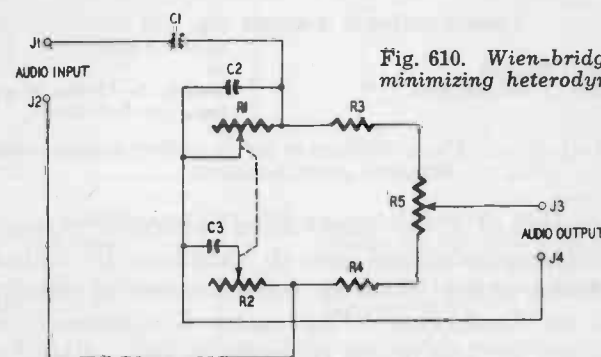 C1
J1
AUDIO INPUT
J2
C2
R1
R3
Fig. 610. Wien-bridg
minimizing heterodyn
R5
J3
AUDIO OUTPUT
J4
C3
R2
R4